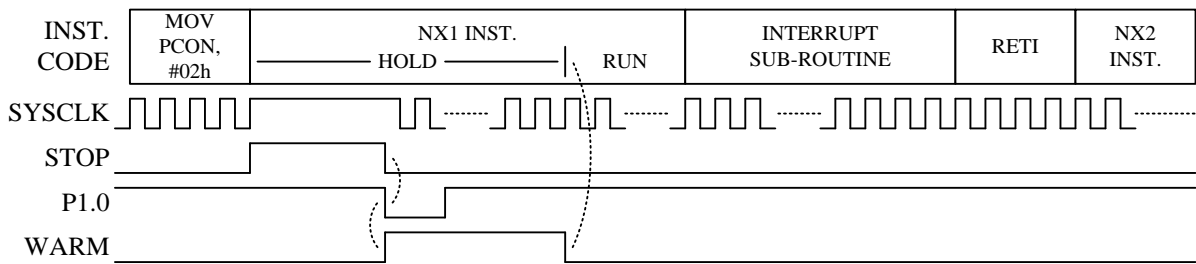 INST.
CODE
MOV
PCON,
#02h
NX1 INST.
HOLD
RUN
INTERRUPT
SUB-ROUTINE
RETI
NX2
INST.
SYSCLK
STOP
P1.0
WARM